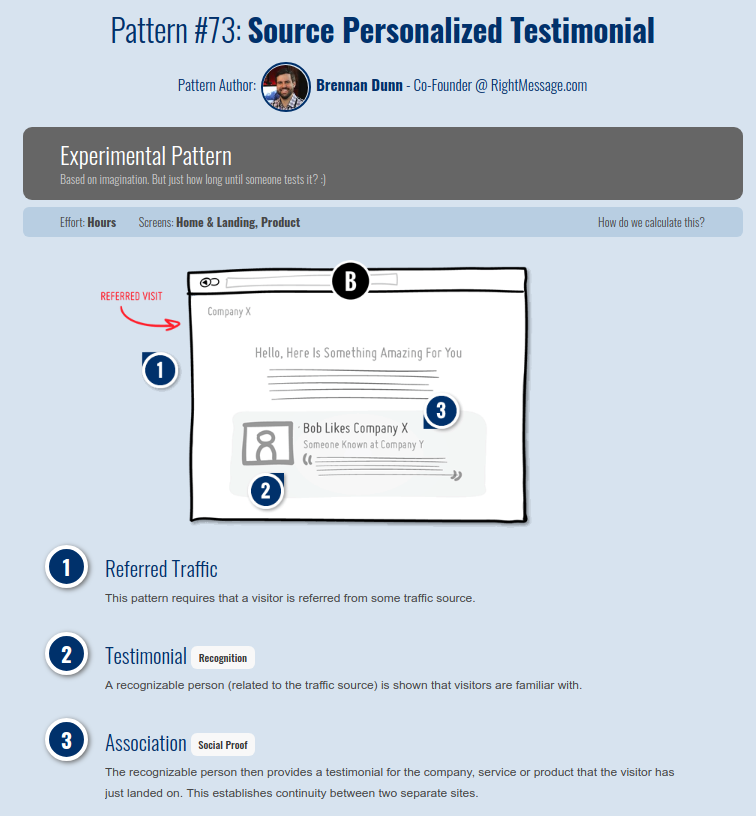 Pattern #73: Source Personalized Testimonial
Pattern Author: Brennan Dunn - Co-Founder @ RightMessage.com
Experimental Pattern
Based on imagination. But just how long until someone tests it? :)
Effort: Hours Screens: Home & Landing, Product How do we calculate this?
B
REFERRED VISIT
Company X
Hello, Here Is Something Amazing For You
1
3
Bob Likes Company X
Someone Known at Company Y
2
1 Referred Traffic
This pattern requires that a visitor is referred from some traffic source.
2 Testimonial Recognition
A recognizable person (related to the traffic source) is shown that visitors are familiar with.
3 Association Social Proof
The recognizable person then provides a testimonial for the company, service or product that the visitor has
just landed on. This establishes continuity between two separate sites.